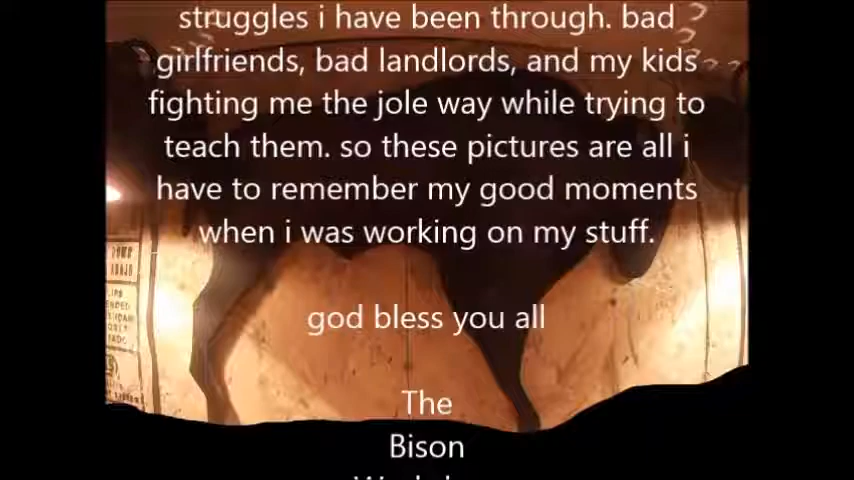 struggles i have been through. bad
girlfriends, bad landlords, and my kids
fighting me the jole way while trying to
teach them. so these pictures are all i
have to remember my good moments
when i was working on my stuff.
god bless you all
The
Bison